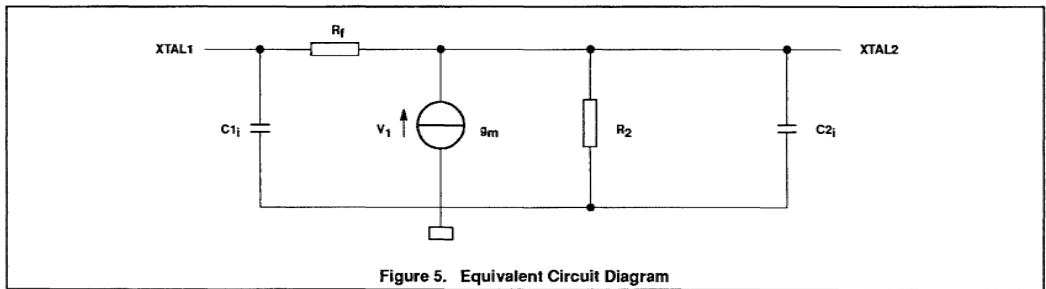 Rf
XTAL1
XTAL2
C1i
V1
gm
R2
C2i
Figure 5. Equivalent Circuit Diagram